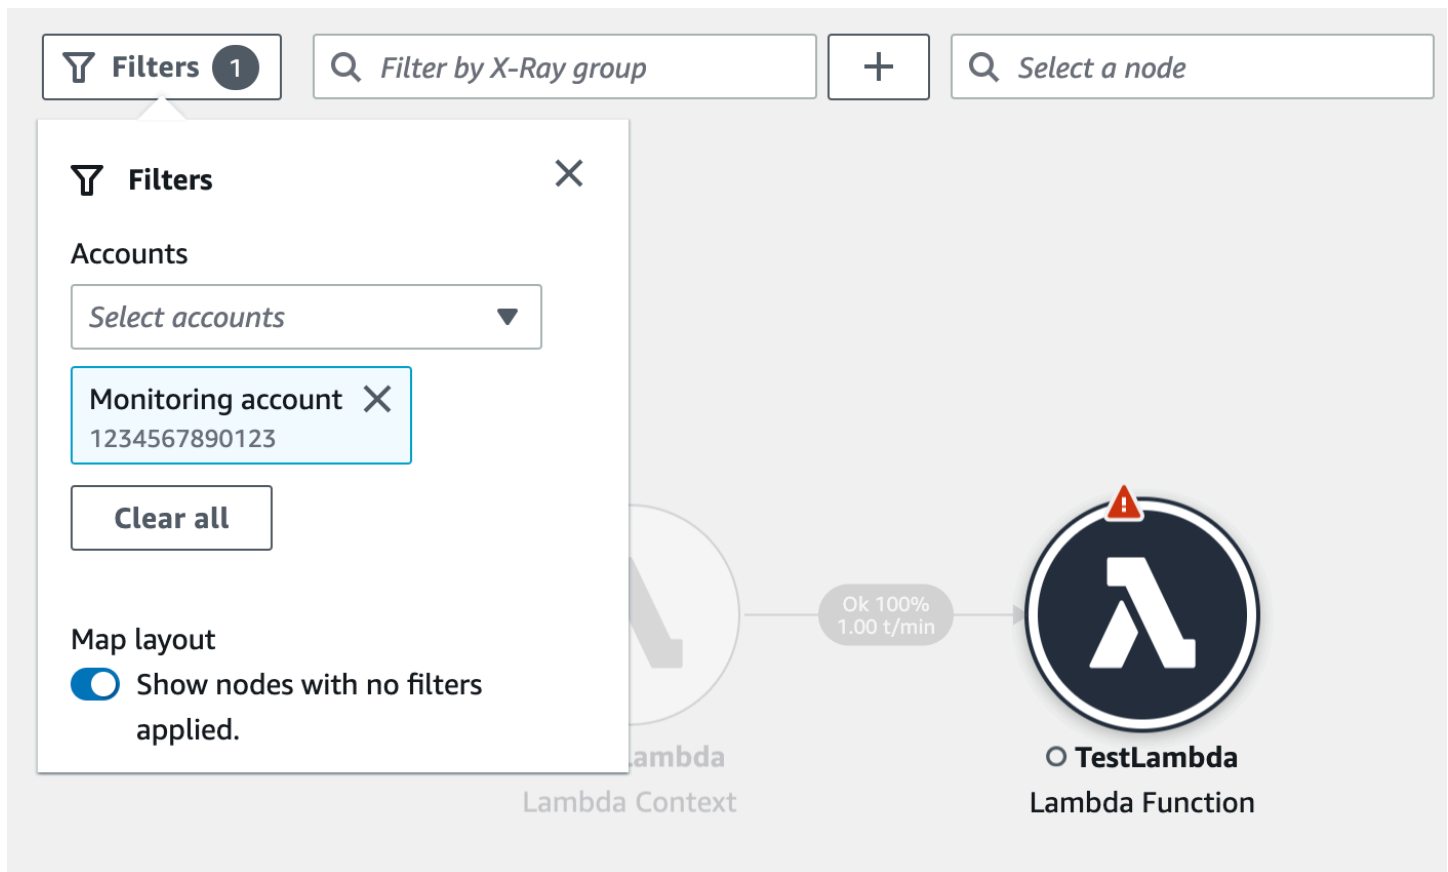 Filters 1
Filter by X-Ray group
+
Select a node
Filters
Accounts
Select accounts
Monitoring account
1234567890123
Clear all
Map layout
Show nodes with no filters
applied.
Ok 100%
1.00 t/min
Lambda Context
TestLambda
Lambda Function